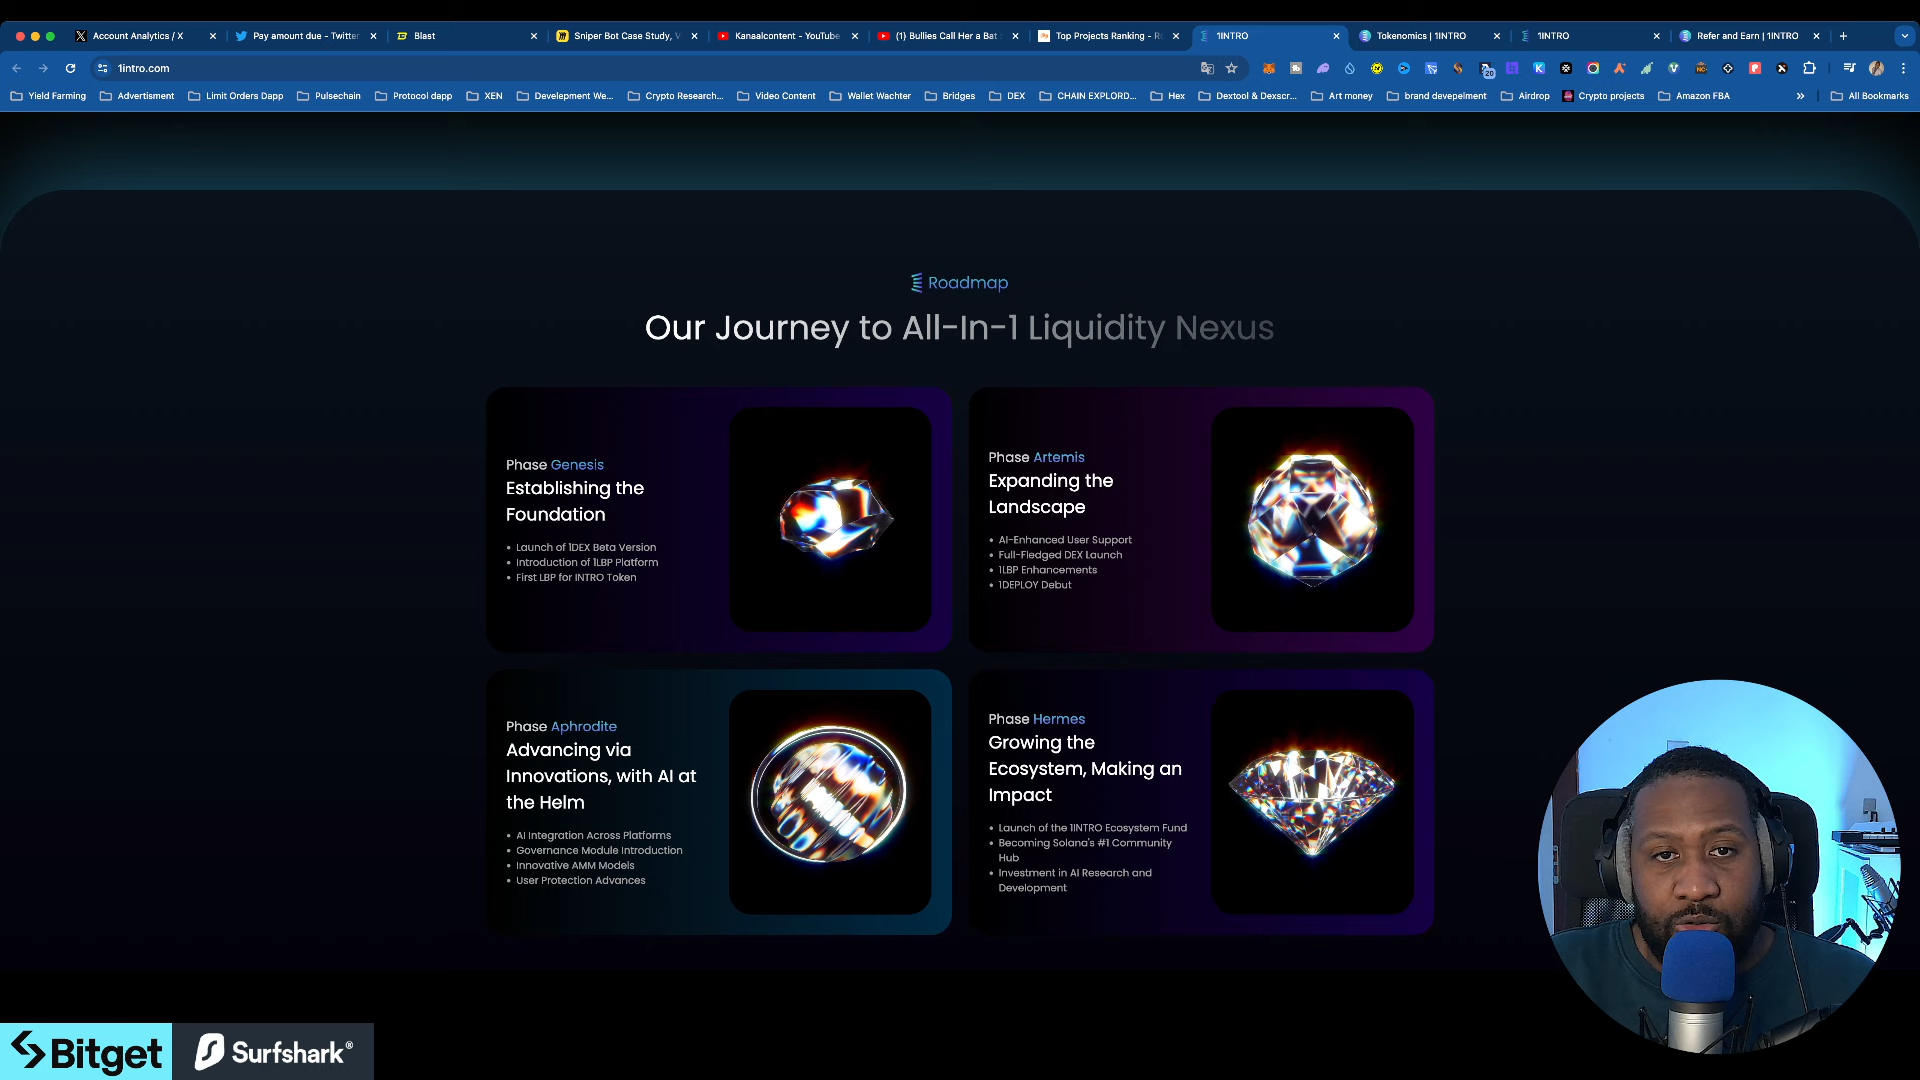 Account Analytics / X
Pay amount due - Twitter
Blast
Sniper Bot Case Study, V
Kanaalcontent - YouTube
(1) Bullies Call Her a Bat
Top Projects Ranking - R
1INTRO
Tokenomics | 1INTRO
1INTRO
Refer and Earn | 1INTRO
1intro.com
20
Yield Farming
Advertisment
Limit Orders Dapp
Pulsechain
Protocol dapp
XEN
Develepment We...
Crypto Research...
Video Content
Wallet Wachter
Bridges
DEX
CHAIN EXPLORD...
Hex
Dextool & Dexscr...
Art money
brand devepelment
Airdrop
Crypto projects
Amazon FBA
All Bookmarks
Roadmap
Our Journey to All-In-1 Liquidity Nexus
Phase Genesis
Establishing the
Foundation
• Launch of 1DEX Beta Version
• Introduction of 1LBP Platform
• First LBP for INTRO Token
Phase Artemis
Expanding the
Landscape
• AI-Enhanced User Support
• Full-Fledged DEX Launch
• 1LBP Enhancements
• 1DEPLOY Debut
Phase Aphrodite
Advancing via
Innovations, with AI at
the Helm
• AI Integration Across Platforms
• Governance Module Introduction
• Innovative AMM Models
• User Protection Advances
Phase Hermes
Growing the
Ecosystem, Making an
Impact
• Launch of the 1INTRO Ecosystem Fund
• Becoming Solana's #1 Community
Hub
• Investment in AI Research and
Development
Bitget
Surfshark®